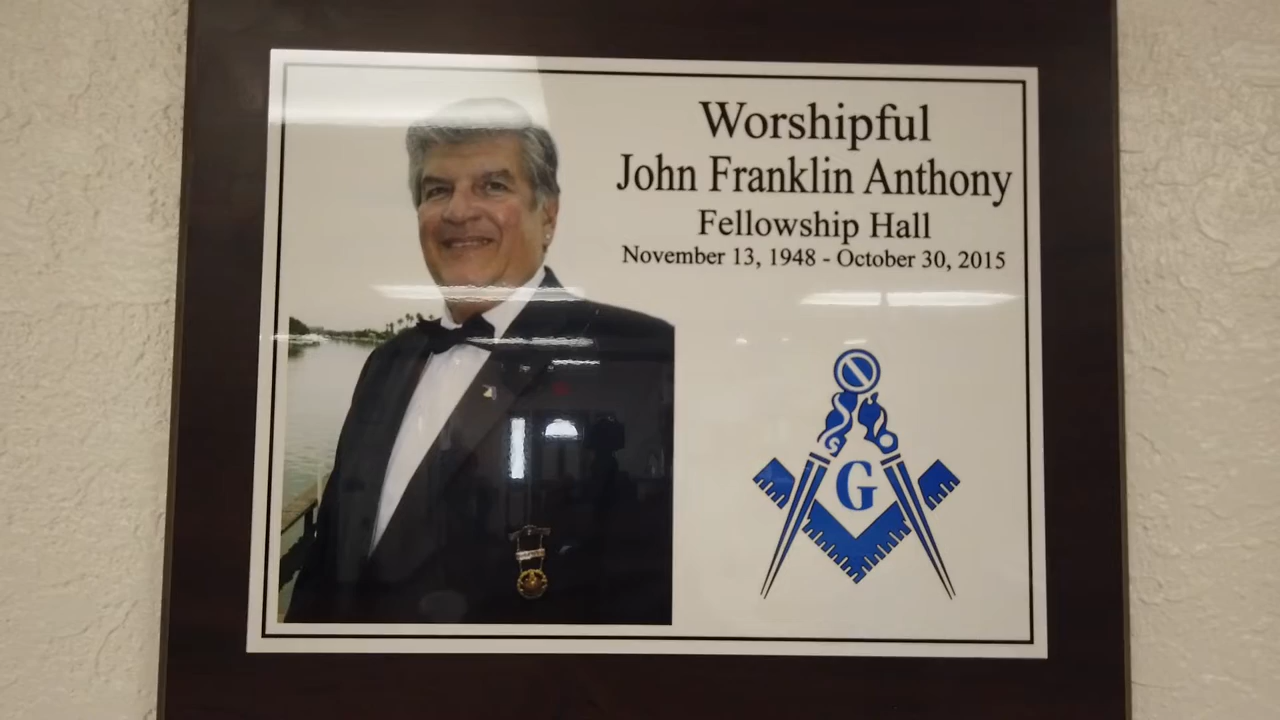 Worshipful
John Franklin Anthony
Fellowship Hall
November 13, 1948 - October 30, 2015
G